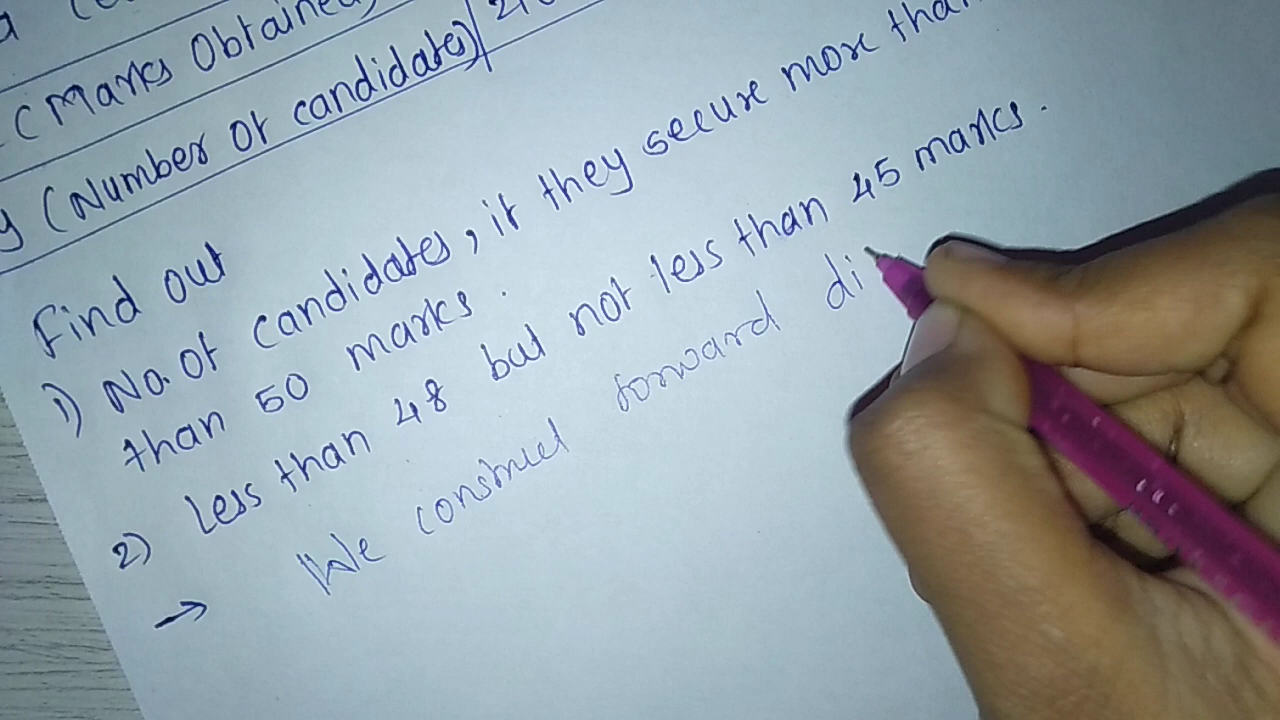 (Marks Obtained)
y (Number of candidates)
Find out
1) No. of candidates, if they secure more than
than 50 marks.
2) Less than 48 but not less than 45 marks.
→ We construct forward di